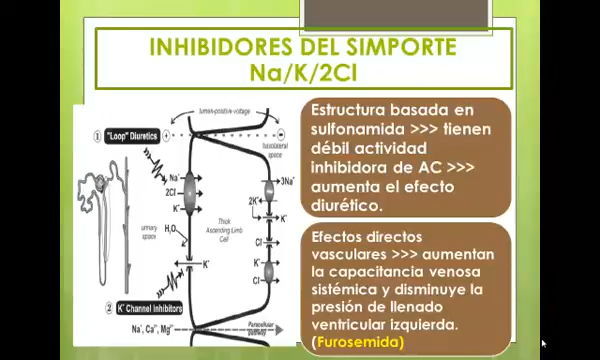 INHIBIDORES DEL SIMPORTE
Na/K/2Cl
lumen-positive voltage
① "Loop" Diuretics
+
-
basolateral
space
Na⁺
2Cl⁻
K⁺
3Na⁺
2K⁺
K⁺
urinary
space
H₂O
Thick
Ascending Limb
Cell
Cl⁻
K⁺
K⁺
Cl⁻
② K⁺ Channel Inhibitors
Na⁺, Ca²⁺, Mg²⁺
Paracellular
pathway
Estructura basada en
sulfonamida >>> tienen
débil actividad
inhibidora de AC >>>
aumenta el efecto
diurético.
Efectos directos
vasculares >>> aumentan
la capacitancia venosa
sistémica y disminuye la
presión de llenado
ventricular izquierda.
(Furosemida)